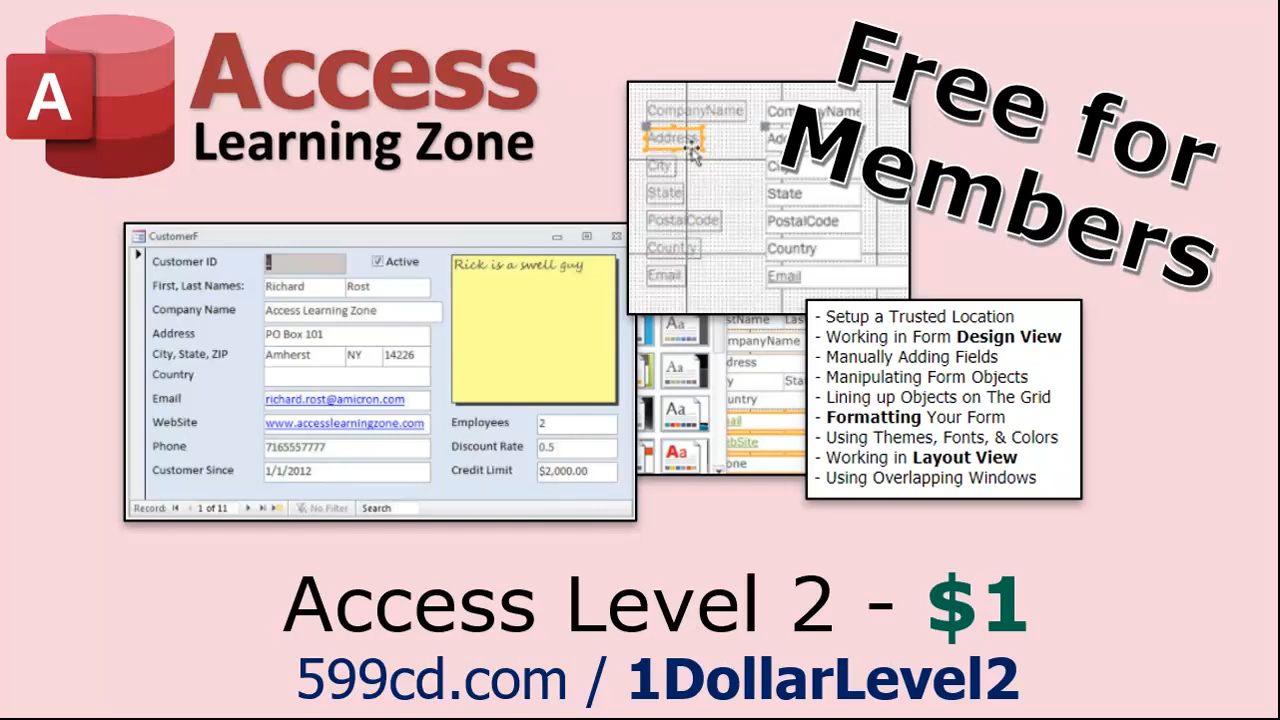 A
Access
Learning Zone
Free for
Members
CompanyName CompanyName
Address
City
State State
PostalCode PostalCode
Country Country
Email Email
CustomerF
Customer ID Active
First, Last Names: Richard Rost
Company Name Access Learning Zone
Address PO Box 101
City, State, ZIP Amherst NY 14226
Country
Email richard.rost@amicron.com
WebSite www.accesslearningzone.com
Phone 7165557777
Customer Since 1/1/2012
Rick is a swell guy
Employees 2
Discount Rate 0.5
Credit Limit $2,000.00
Record: 1 of 11 No Filter Search
Aa
Aa
Aa
Aa
- Setup a Trusted Location
- Working in Form Design View
- Manually Adding Fields
- Manipulating Form Objects
- Lining up Objects on The Grid
- Formatting Your Form
- Using Themes, Fonts, & Colors
- Working in Layout View
- Using Overlapping Windows
Access Level 2 - $1
599cd.com / 1DollarLevel2